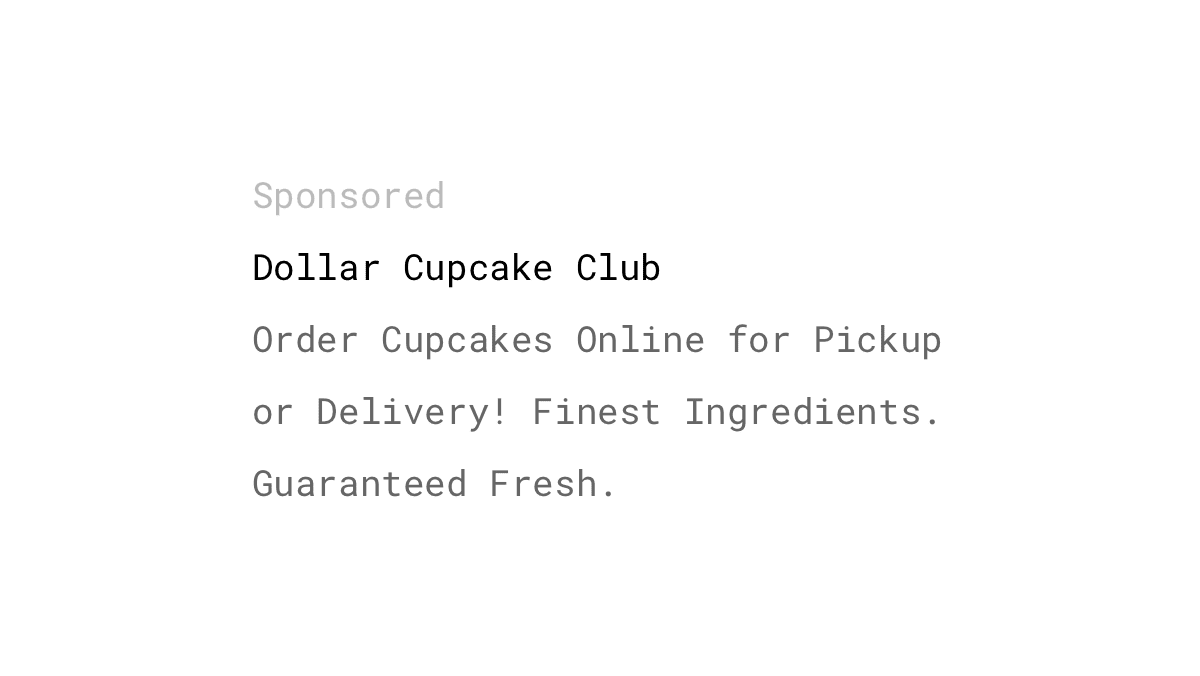 Sponsored
Dollar Cupcake Club
Order Cupcakes Online for Pickup
or Delivery! Finest Ingredients.
Guaranteed Fresh.